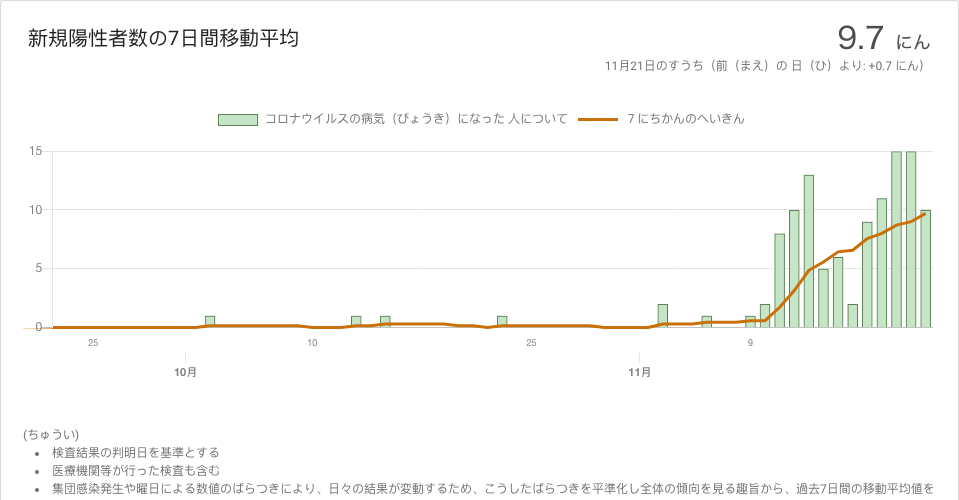 新規陽性者数の7日間移動平均
9.7 にん
11月21日のすうち（前（まえ）の 日（ひ）より: +0.7 にん）
コロナウイルスの病気（びょうき）になった 人について
7 にちかんのへいきん
15
10
5
0
25
10
25
9
10月
11月
(ちゅうい)
• 検査結果の判明日を基準とする
• 医療機関等が行った検査も含む
• 集団感染発生や曜日による数値のばらつきにより、日々の結果が変動するため、こうしたばらつきを平準化し全体の傾向を見る趣旨から、過去7日間の移動平均値を